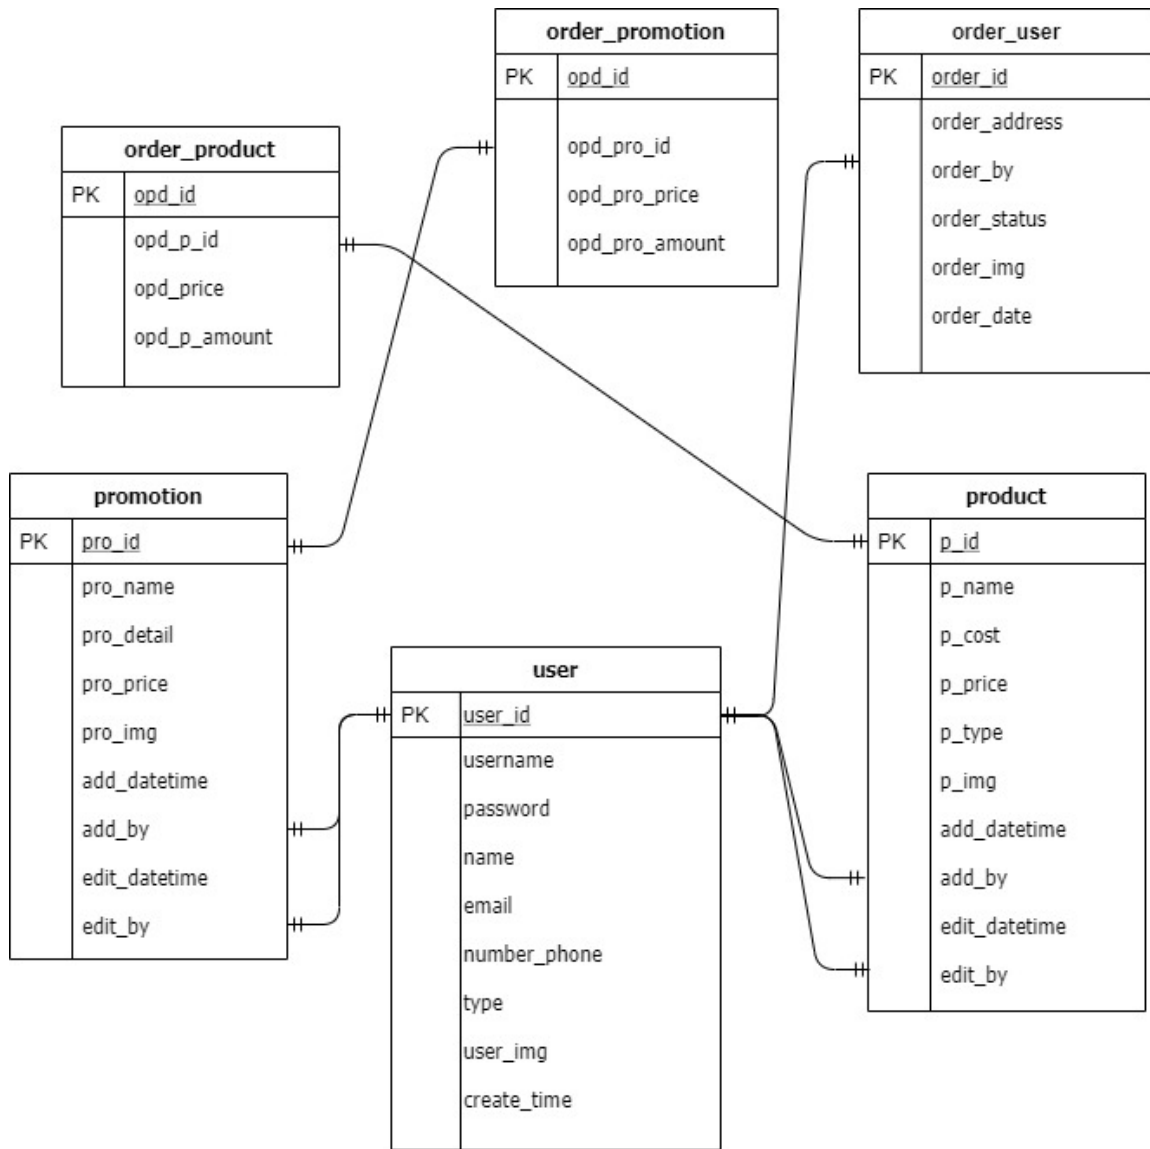 order_promotion
PK opd_id
opd_pro_id
opd_pro_price
opd_pro_amount
order_user
PK order_id
order_address
order_by
order_status
order_img
order_date
order_product
PK opd_id
opd_p_id
opd_price
opd_p_amount
promotion
PK pro_id
pro_name
pro_detail
pro_price
pro_img
add_datetime
add_by
edit_datetime
edit_by
product
PK p_id
p_name
p_cost
p_price
p_type
p_img
add_datetime
add_by
edit_datetime
edit_by
user
PK user_id
username
password
name
email
number_phone
type
user_img
create_time